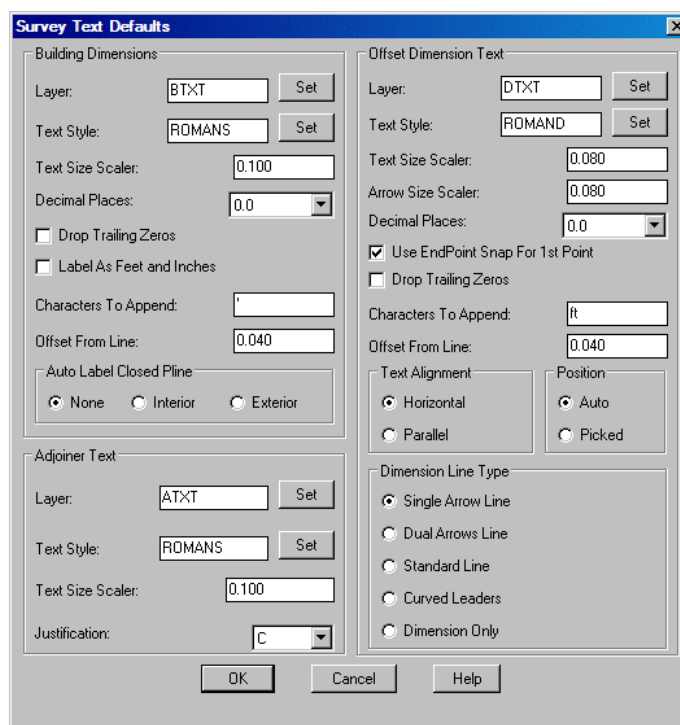 Survey Text Defaults
Building Dimensions
Layer: BTXT Set
Text Style: ROMANS Set
Text Size Scaler: 0.100
Decimal Places: 0.0
Drop Trailing Zeros
Label As Feet and Inches
Characters To Append: '
Offset From Line: 0.040
Auto Label Closed Pline
None Interior Exterior
Adjoiner Text
Layer: ATXT Set
Text Style: ROMANS Set
Text Size Scaler: 0.100
Justification: C
Offset Dimension Text
Layer: DTXT Set
Text Style: ROMAND Set
Text Size Scaler: 0.080
Arrow Size Scaler: 0.080
Decimal Places: 0.0
Use EndPoint Snap For 1st Point
Drop Trailing Zeros
Characters To Append: ft
Offset From Line: 0.040
Text Alignment
Horizontal
Parallel
Position
Auto
Picked
Dimension Line Type
Single Arrow Line
Dual Arrows Line
Standard Line
Curved Leaders
Dimension Only
OK Cancel Help